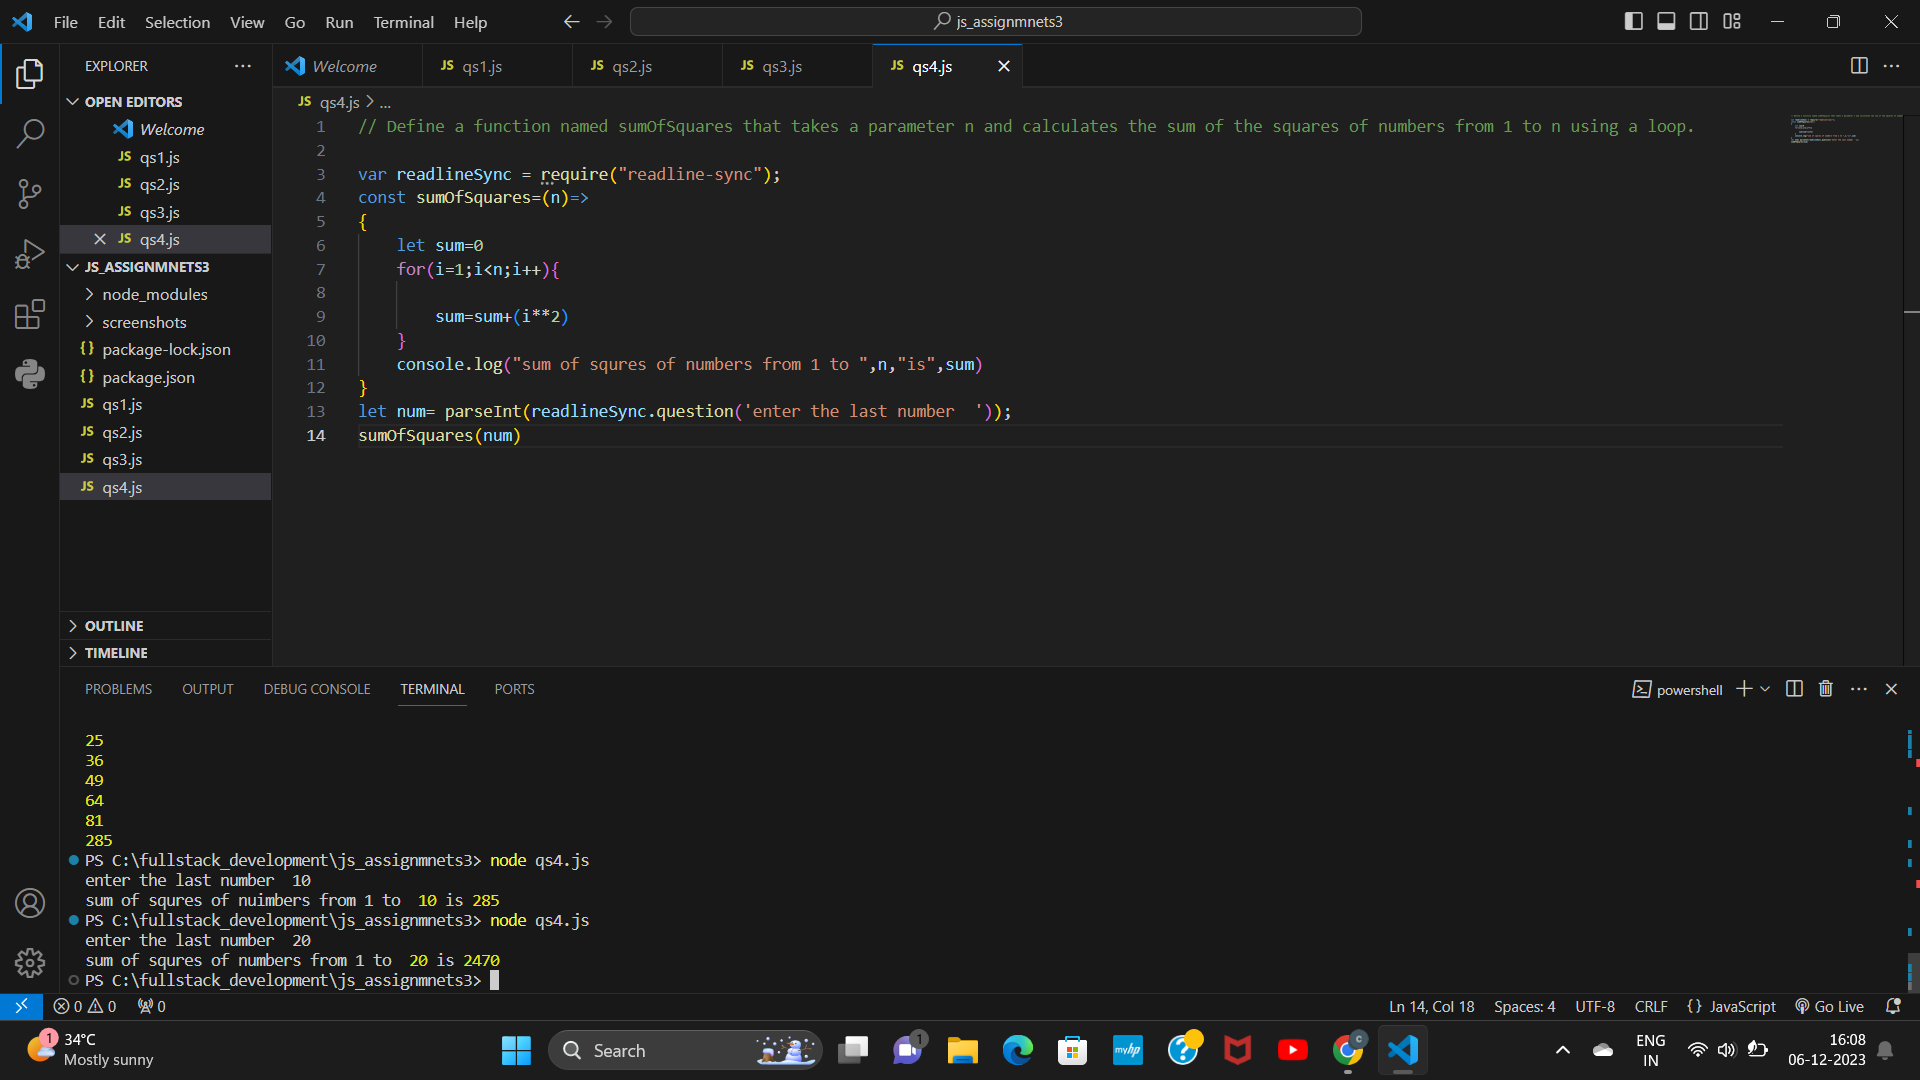 File Edit Selection View Go Run Terminal Help
js_assignmnets3
EXPLORER
OPEN EDITORS
Welcome
JS qs1.js
JS qs2.js
JS qs3.js
JS qs4.js
JS_ASSIGNMNETS3
node_modules
screenshots
{} package-lock.json
{} package.json
JS qs1.js
JS qs2.js
JS qs3.js
JS qs4.js
OUTLINE
TIMELINE
Welcome JS qs1.js JS qs2.js JS qs3.js JS qs4.js
JS qs4.js > ...
1 // Define a function named sumOfSquares that takes a parameter n and calculates the sum of the squares of numbers from 1 to n using a loop.
2
3 var readlineSync = require("readline-sync");
4 const sumOfSquares=(n)=>
5 {
6 let sum=0
7 for(i=1;i<n;i++){
8
9 sum=sum+(i**2)
10 }
11 console.log("sum of squres of numbers from 1 to ",n,"is",sum)
12 }
13 let num= parseInt(readlineSync.question('enter the last number  '));
14 sumOfSquares(num)
PROBLEMS OUTPUT DEBUG CONSOLE TERMINAL PORTS
powershell
25
36
49
64
81
285
PS C:\fullstack_development\js_assignmnets3> node qs4.js
enter the last number  10
sum of squres of nuimbers from 1 to  10 is 285
PS C:\fullstack_development\js_assignmnets3> node qs4.js
enter the last number  20
sum of squres of numbers from 1 to  20 is 2470
PS C:\fullstack_development\js_assignmnets3>
0 0 0
Ln 14, Col 18 Spaces: 4 UTF-8 CRLF {} JavaScript Go Live
1
34°C
Mostly sunny
Search
1
myhp
C
ENG
IN
16:08
06-12-2023